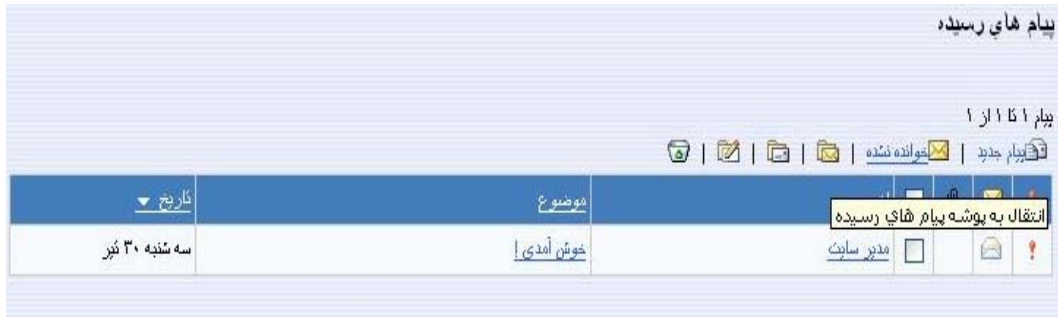 پيام هاي رسيده
پيام ۱ تا ۱ از ۱
پيام جديد | خوانده نشده | | |
موضوع تاريخ
انتقال به پوشه پيام هاي رسيده
مدير سايت خوش آمدی ! سه شنبه ۳۰ تير